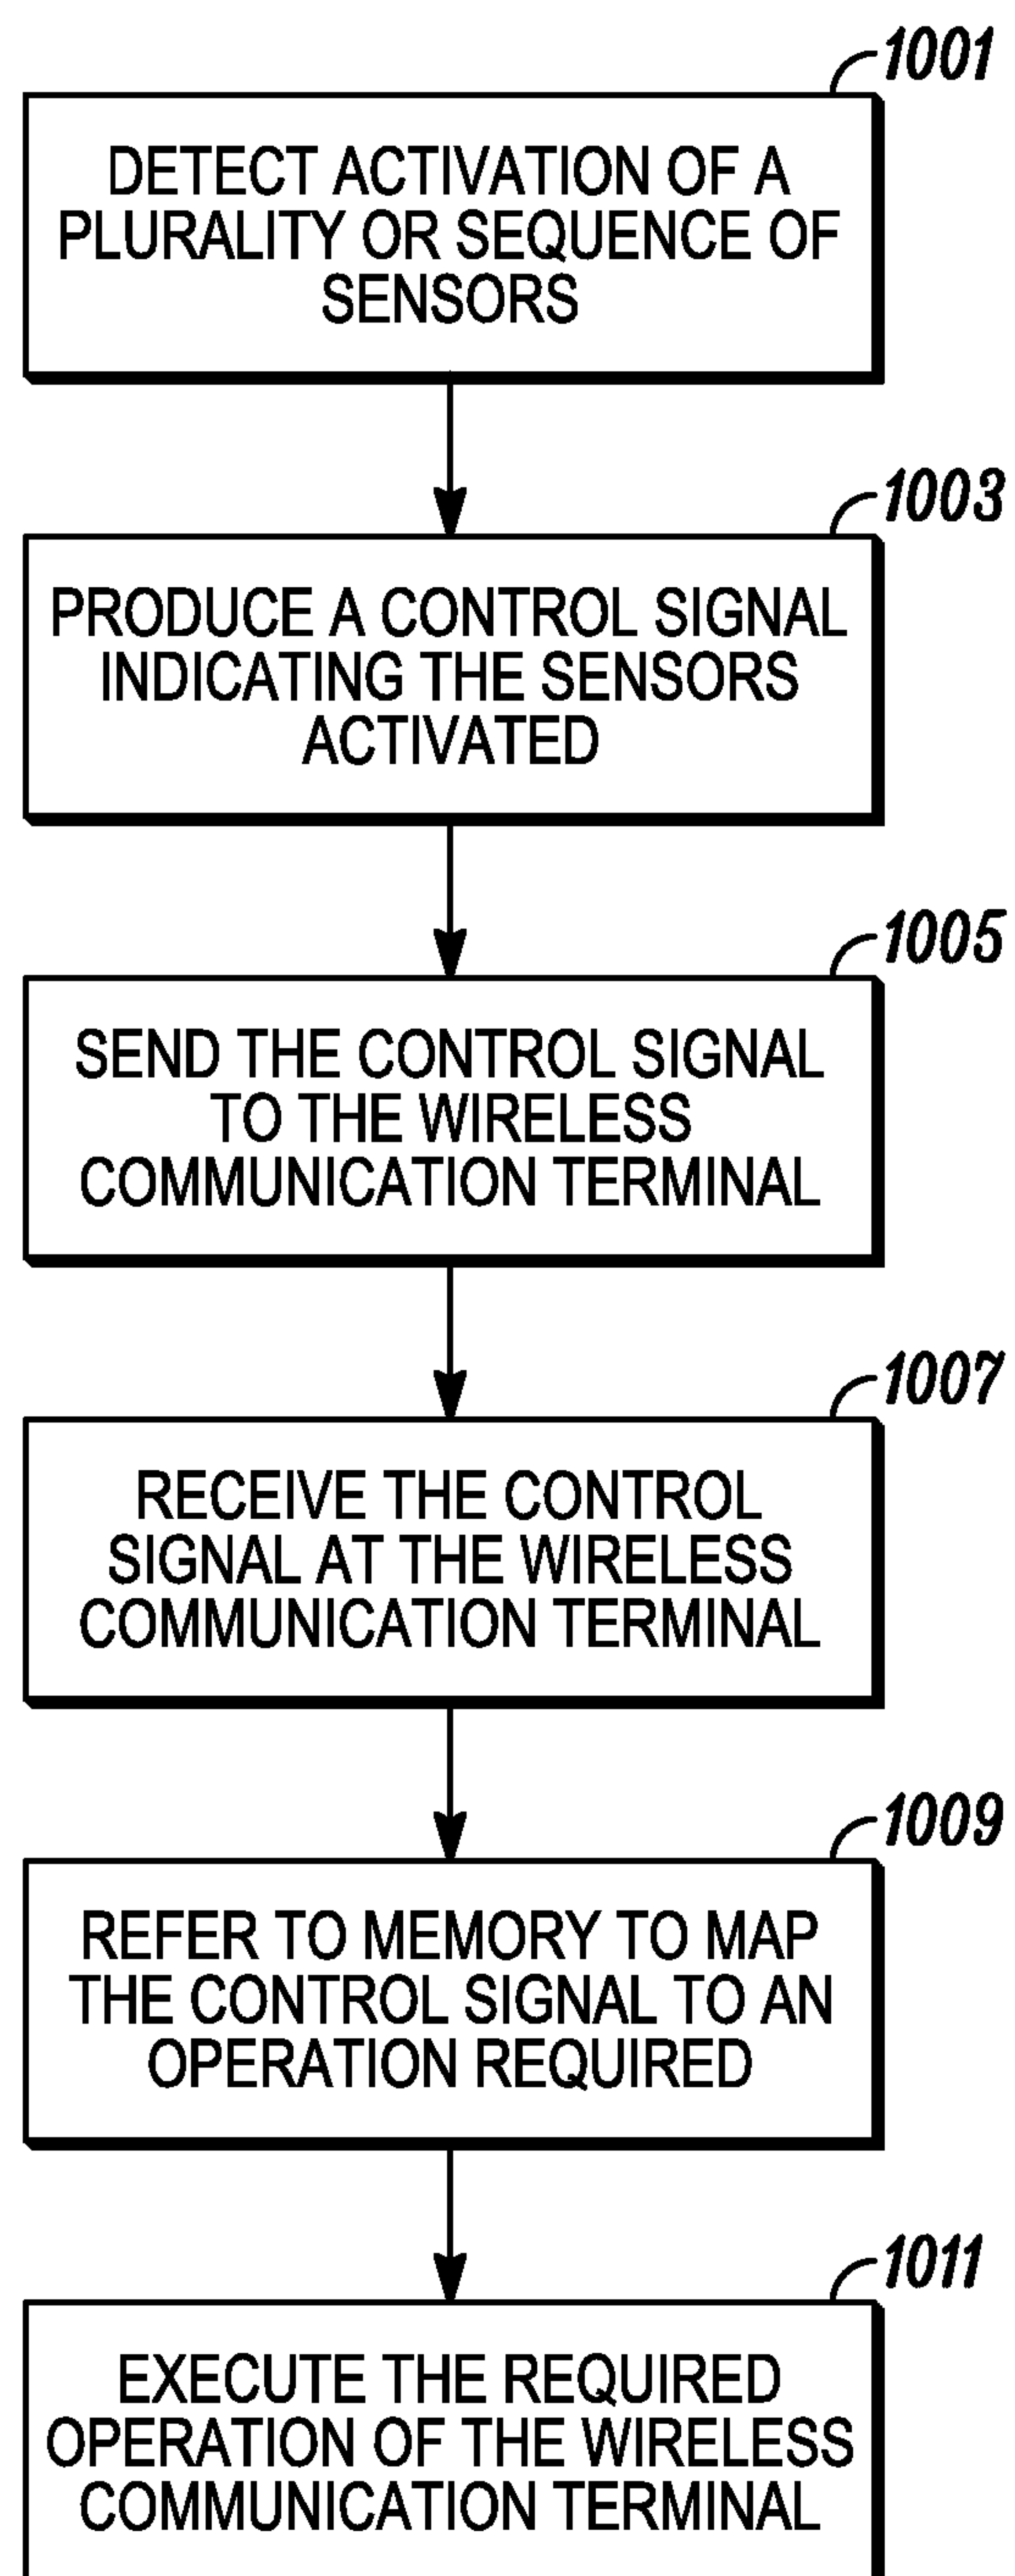 1001
DETECT ACTIVATION OF A
PLURALITY OR SEQUENCE OF
SENSORS
1003
PRODUCE A CONTROL SIGNAL
INDICATING THE SENSORS
ACTIVATED
1005
SEND THE CONTROL SIGNAL
TO THE WIRELESS
COMMUNICATION TERMINAL
1007
RECEIVE THE CONTROL
SIGNAL AT THE WIRELESS
COMMUNICATION TERMINAL
1009
REFER TO MEMORY TO MAP
THE CONTROL SIGNAL TO AN
OPERATION REQUIRED
1011
EXECUTE THE REQUIRED
OPERATION OF THE WIRELESS
COMMUNICATION TERMINAL